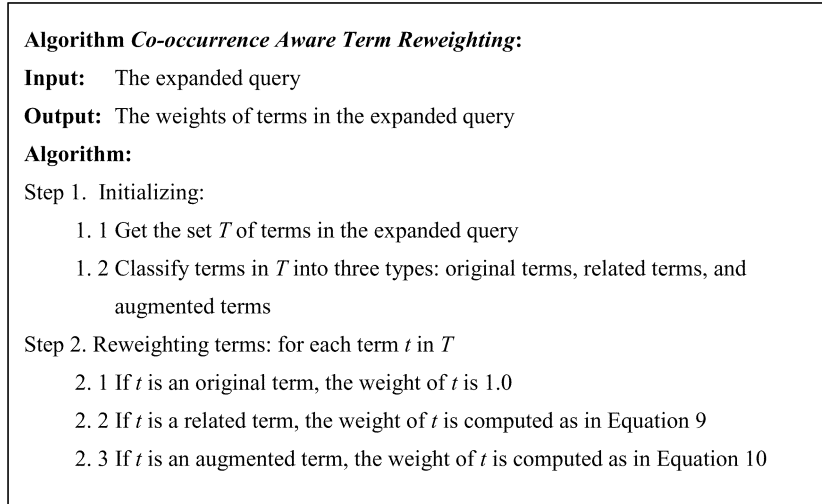 Algorithm Co-occurrence Aware Term Reweighting:
Input: The expanded query
Output: The weights of terms in the expanded query
Algorithm:
Step 1. Initializing:
1. 1 Get the set T of terms in the expanded query
1. 2 Classify terms in T into three types: original terms, related terms, and
augmented terms
Step 2. Reweighting terms: for each term t in T
2. 1 If t is an original term, the weight of t is 1.0
2. 2 If t is a related term, the weight of t is computed as in Equation 9
2. 3 If t is an augmented term, the weight of t is computed as in Equation 10